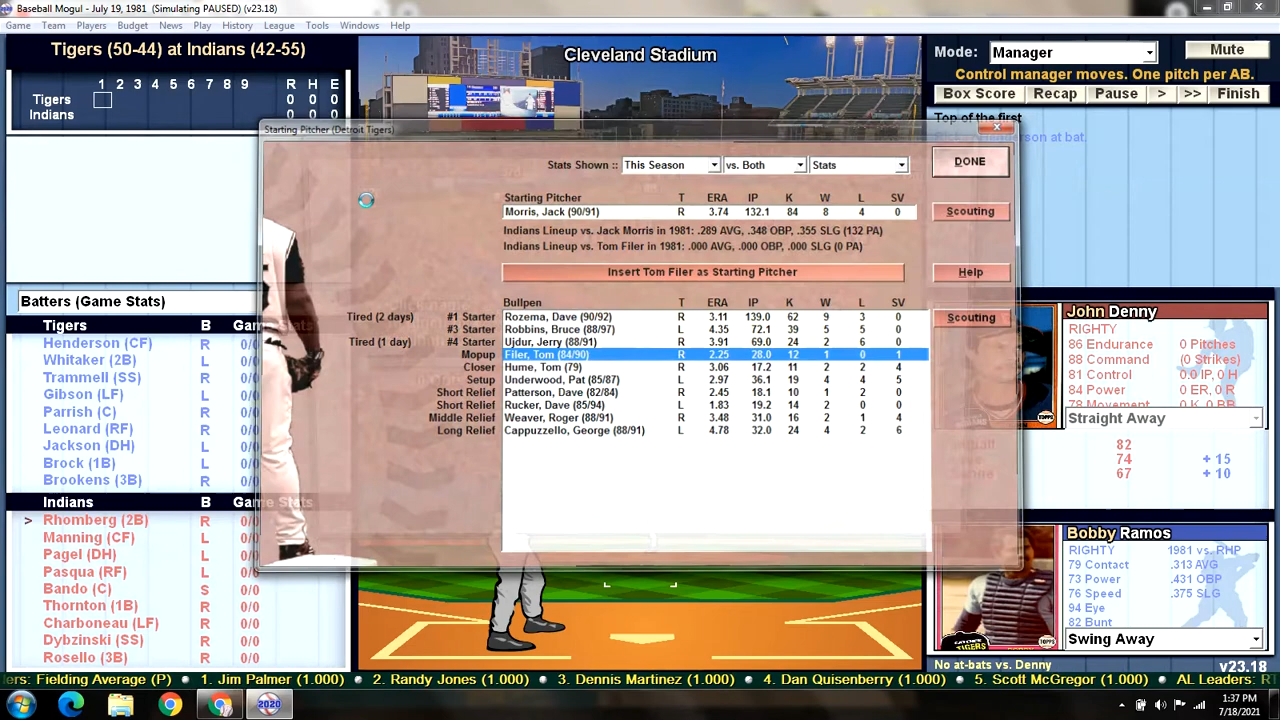 Baseball Mogul - July 19, 1981 (Simulating PAUSED) (v23.18)
Game Team Players Budget News Play History League Tools Windows Help
Tigers (50-44) at Indians (42-55)
1 2 3 4 5 6 7 8 9 R H E
Tigers 0 0 0
Indians 0 0 0
Cleveland Stadium
Mode: Manager Mute
Control manager moves. One pitch per AB.
Box Score Recap Pause > >> Finish
Top of the first
at bat.
Starting Pitcher (Detroit Tigers)
Stats Shown :: This Season vs. Both Stats DONE
Starting Pitcher T ERA IP K W L SV
Morris, Jack (90/91) R 3.74 132.1 84 8 4 0 Scouting
Indians Lineup vs. Jack Morris in 1981: .289 AVG, .348 OBP, .355 SLG (132 PA)
Indians Lineup vs. Tom Filer in 1981: .000 AVG, .000 OBP, .000 SLG (0 PA)
Insert Tom Filer as Starting Pitcher Help
Bullpen T ERA IP K W L SV
Tired (2 days) #1 Starter Rozema, Dave (90/92) R 3.11 139.0 62 9 3 0 Scouting
#3 Starter Robbins, Bruce (88/97) L 4.35 72.1 39 5 5 0
Tired (1 day) #4 Starter Ujdur, Jerry (88/91) R 3.91 69.0 24 2 6 0
Mopup Filer, Tom (84/90) R 2.25 28.0 12 1 0 1
Closer Hume, Tom (79) R 3.06 17.2 11 2 2 4
Setup Underwood, Pat (85/87) L 2.97 36.1 19 4 4 5
Short Relief Patterson, Dave (82/84) R 2.45 18.1 10 1 2 0
Short Relief Rucker, Dave (85/94) L 1.83 19.2 14 2 0 0
Middle Relief Weaver, Roger (88/91) R 3.48 31.0 16 2 1 4
Long Relief Cappuzzello, George (88/91) L 4.78 32.0 24 4 2 6
Batters (Game Stats)
Tigers B Game Stats
Henderson (CF) R 0/0
Whitaker (2B) L 0/0
Trammell (SS) R 0/0
Gibson (LF) L 0/0
Parrish (C) R 0/0
Leonard (RF) R 0/0
Jackson (DH) L 0/0
Brock (1B) L 0/0
Brookens (3B) R 0/0
Indians B Game Stats
> Rhomberg (2B) R 0/0
Manning (CF) L 0/0
Pagel (DH) L 0/0
Pasqua (RF) L 0/0
Bando (C) S 0/0
Thornton (1B) R 0/0
Charboneau (LF) R 0/0
Dybzinski (SS) R 0/0
Rosello (3B) R 0/0
John Denny
RIGHTY
86 Endurance 0 Pitches
88 Command (0 Strikes)
81 Control 0.0 IP, 0 H
84 Power 0 ER, 0 R
78 Movement 0 K, 0 BB
Straight Away
82
74 + 15
67 + 10
Bobby Ramos
RIGHTY 1981 vs. RHP
79 Contact .313 AVG
73 Power .431 OBP
76 Speed .375 SLG
94 Eye
82 Bunt
Swing Away
No at-bats vs. Denny v23.18
ders: Fielding Average (P) 1. Jim Palmer (1.000) 2. Randy Jones (1.000) 3. Dennis Martinez (1.000) 4. Dan Quisenberry (1.000) 5. Scott McGregor (1.000) AL Leaders: RT
2020
1:37 PM
7/18/2021